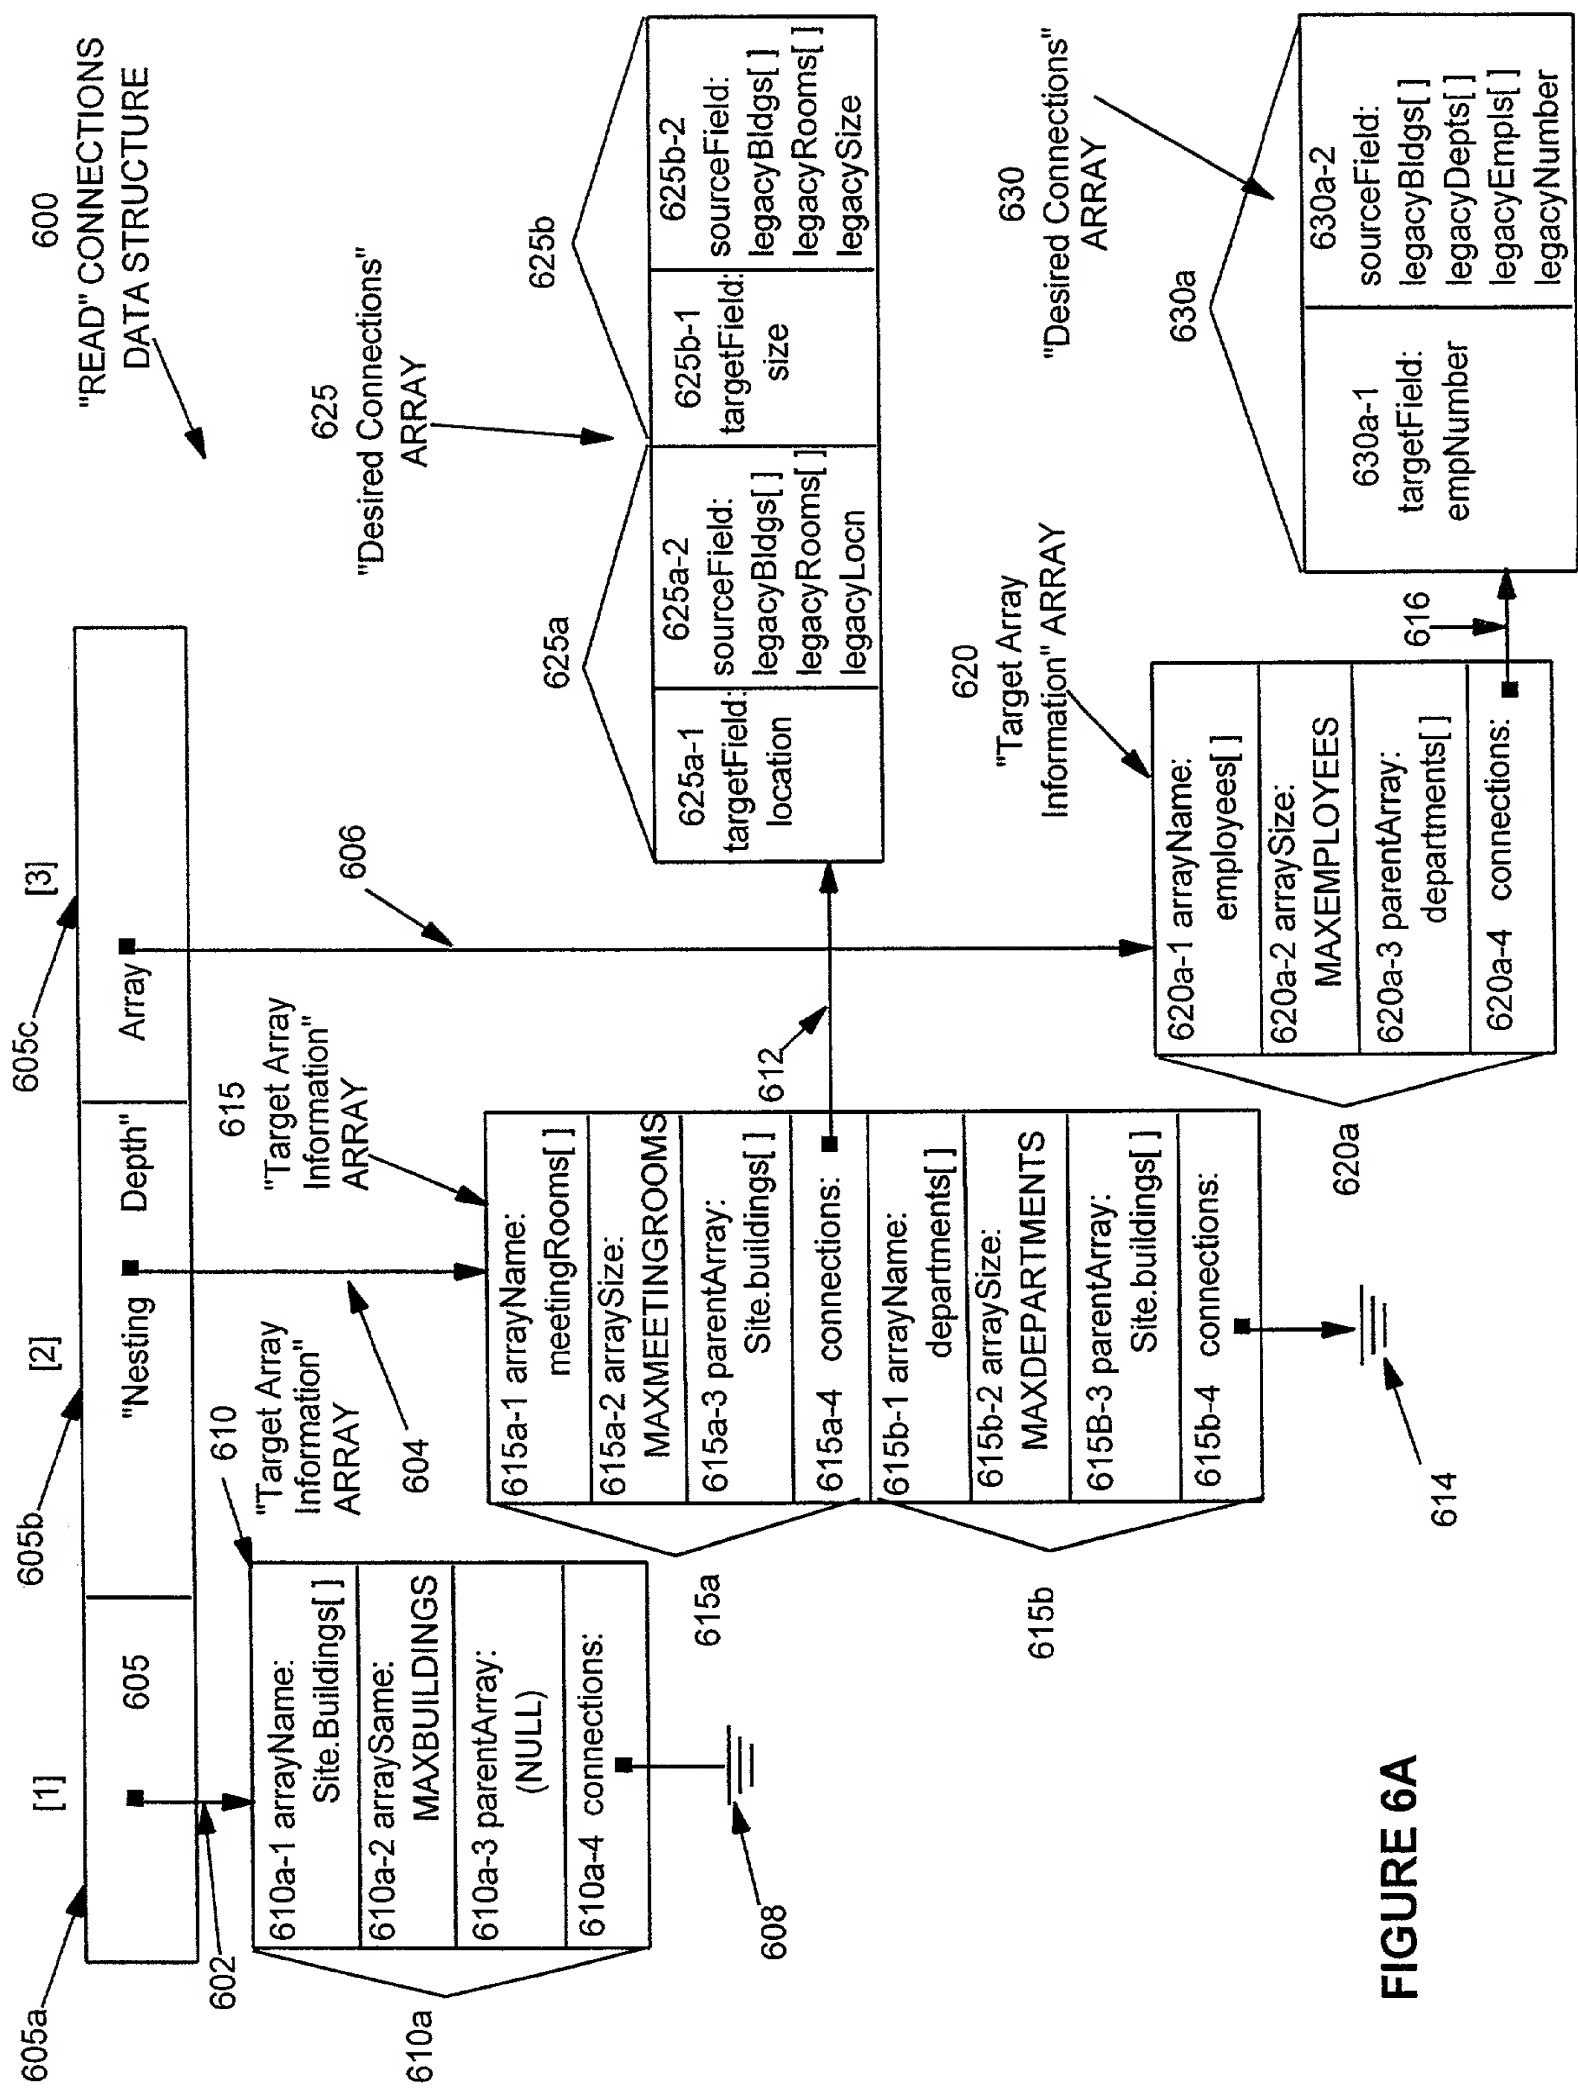 600
"READ" CONNECTIONS
DATA STRUCTURE
605a
[1]
605b
[2]
605c
[3]
605
"Nesting Depth" Array
602
604
606
610
"Target Array
Information"
ARRAY
610a
610a-1 arrayName:
Site.Buildings[ ]
610a-2 arraySame:
MAXBUILDINGS
610a-3 parentArray:
(NULL)
610a-4 connections:
608
615
"Target Array
Information"
ARRAY
615a
615a-1 arrayName:
meetingRooms[ ]
615a-2 arraySize:
MAXMEETINGROOMS
615a-3 parentArray:
Site.buildings[ ]
615a-4 connections:
615b
615b-1 arrayName:
departments[ ]
615b-2 arraySize:
MAXDEPARTMENTS
615B-3 parentArray:
Site.buildings[ ]
615b-4 connections:
612
614
625
"Desired Connections"
ARRAY
625a
625a-1
targetField:
location
625a-2
sourceField:
legacyBldgs[ ]
legacyRooms[ ]
legacyLocn
625b
625b-1
targetField:
size
625b-2
sourceField:
legacyBldgs[ ]
legacyRooms[ ]
legacySize
620
"Target Array
Information" ARRAY
620a
620a-1 arrayName:
employees[ ]
620a-2 arraySize:
MAXEMPLOYEES
620a-3 parentArray:
departments[ ]
620a-4 connections:
616
630
"Desired Connections"
ARRAY
630a
630a-1
targetField:
empNumber
630a-2
sourceField:
legacyBldgs[ ]
legacyDepts[ ]
legacyEmpls[ ]
legacyNumber
FIGURE 6A